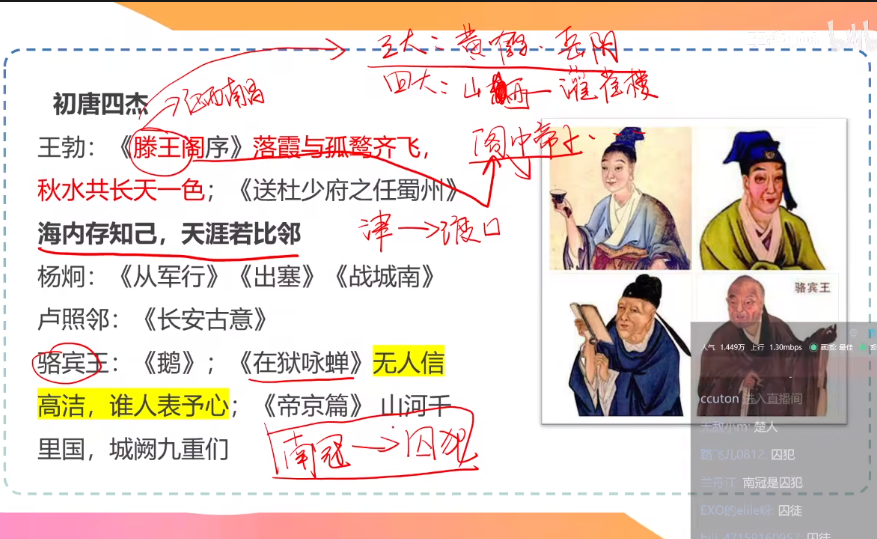 三大：黄鹤、岳阳
四大：山西—灌雀楼
→江西南昌
初唐四杰
王勃：《滕王阁序》落霞与孤鹜齐飞，
阁中帝子
秋水共长天一色；《送杜少府之任蜀州》
海内存知己，天涯若比邻
津→渡口
杨炯：《从军行》《出塞》《战城南》
卢照邻：《长安古意》
骆宾王：《鹅》；《在狱咏蝉》无人信
高洁，谁人表予心；《帝京篇》 山河千
里国，城阙九重们
南冠→囚犯
骆宾王
人气 1.449万 上行 1.30mbps
ccuton 进入直播间
楚人
囚犯
南冠是囚犯
囚徒
囚徒